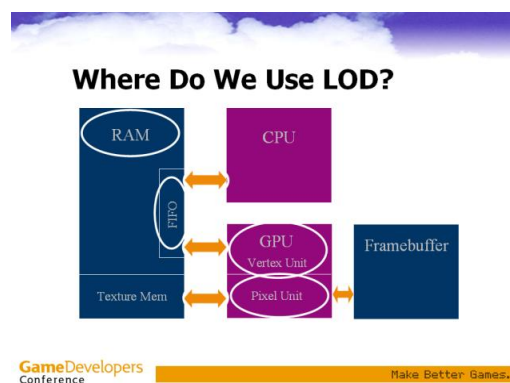 Where Do We Use LOD?
RAM
CPU
FIFO
GPU
Vertex Unit
Framebuffer
Texture Mem
Pixel Unit
GameDevelopers
Conference
Make Better Games.